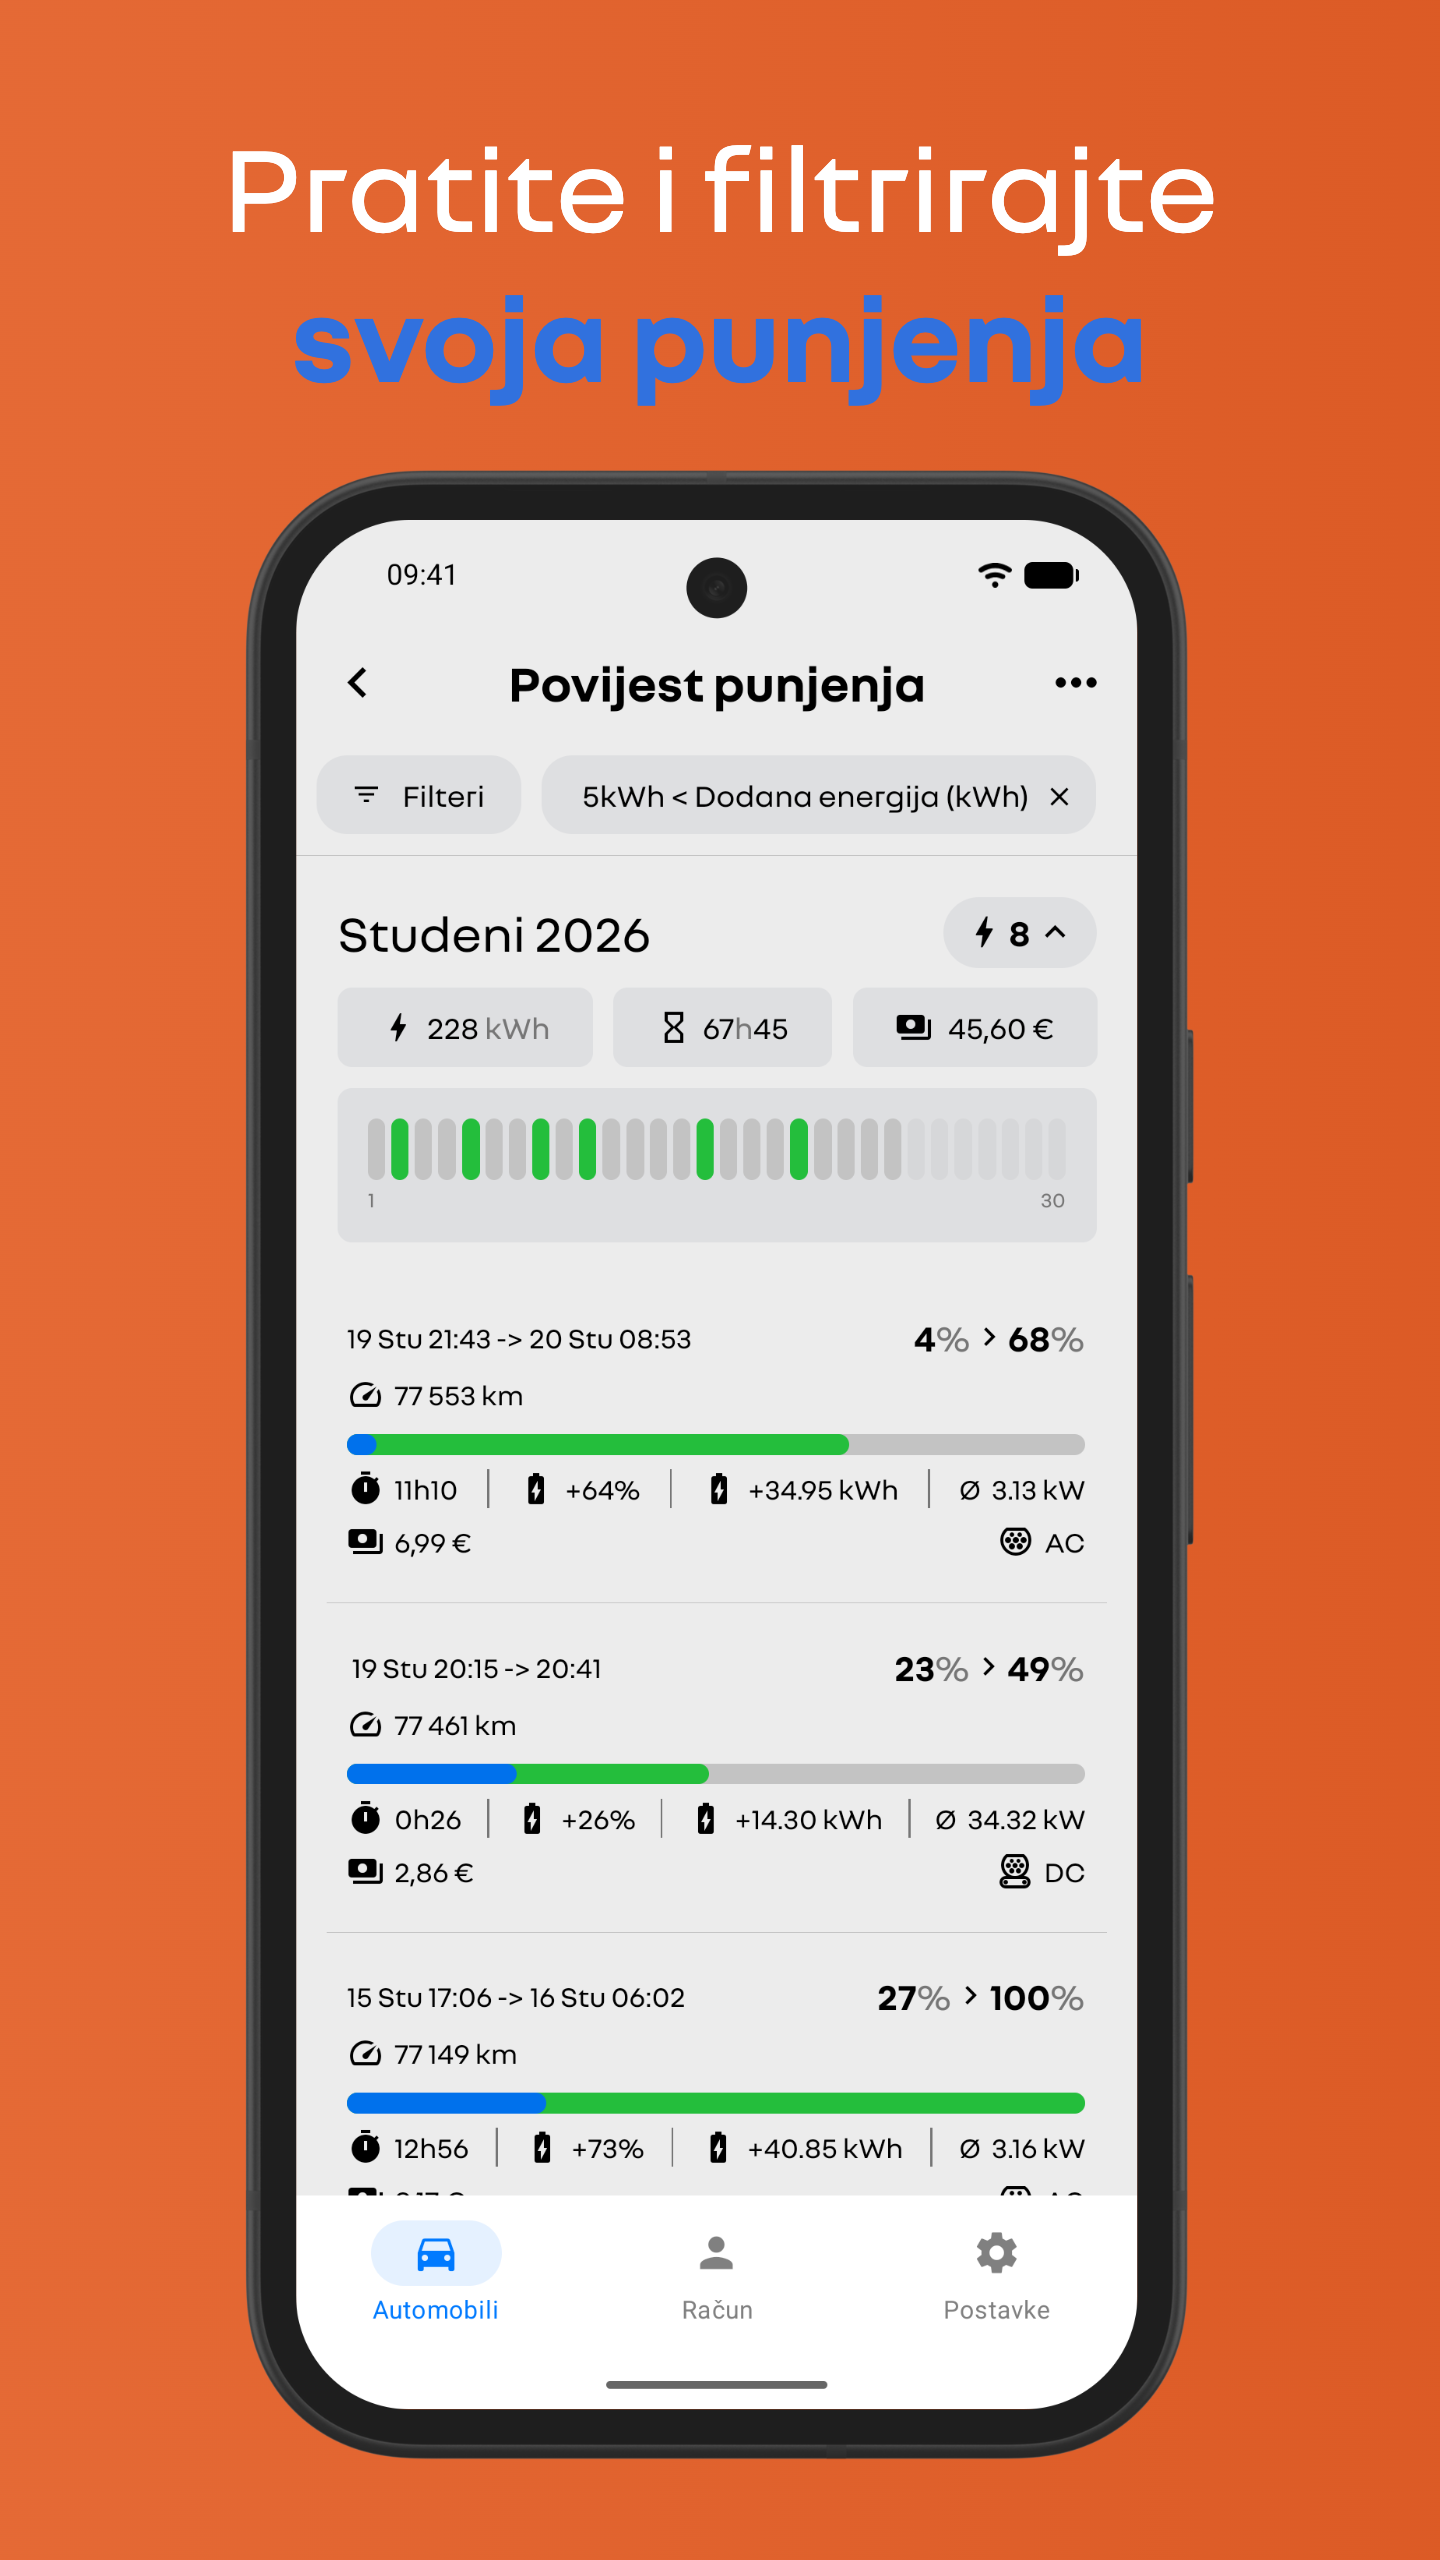 Pratite i filtrirajte
svoja punjenja
09:41
Povijest punjenja
Filteri
5kWh < Dodana energija (kWh)
Studeni 2026
8
228 kWh
67h45
45,60 €
1
30
19 Stu 21:43 -> 20 Stu 08:53
4% > 68%
77 553 km
11h10
+64%
+34.95 kWh
Ø 3.13 kW
6,99 €
AC
19 Stu 20:15 -> 20:41
23% > 49%
77 461 km
0h26
+26%
+14.30 kWh
Ø 34.32 kW
2,86 €
DC
15 Stu 17:06 -> 16 Stu 06:02
27% > 100%
77 149 km
12h56
+73%
+40.85 kWh
Ø 3.16 kW
Automobili
Račun
Postavke